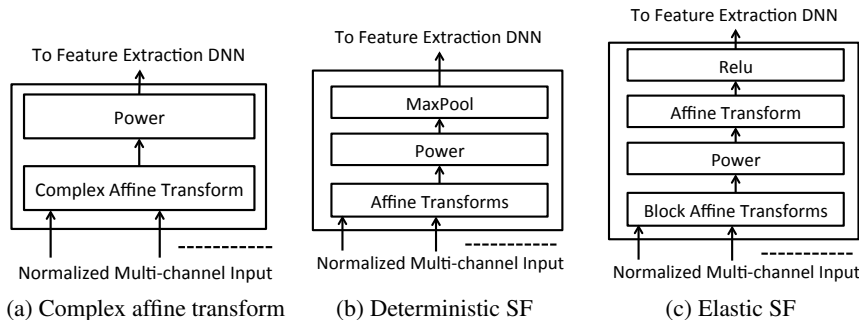 To Feature Extraction DNN
Power
Complex Affine Transform
Normalized Multi-channel Input
(a) Complex affine transform
To Feature Extraction DNN
MaxPool
Power
Affine Transforms
Normalized Multi-channel Input
(b) Deterministic SF
To Feature Extraction DNN
Relu
Affine Transform
Power
Block Affine Transforms
Normalized Multi-channel Input
(c) Elastic SF